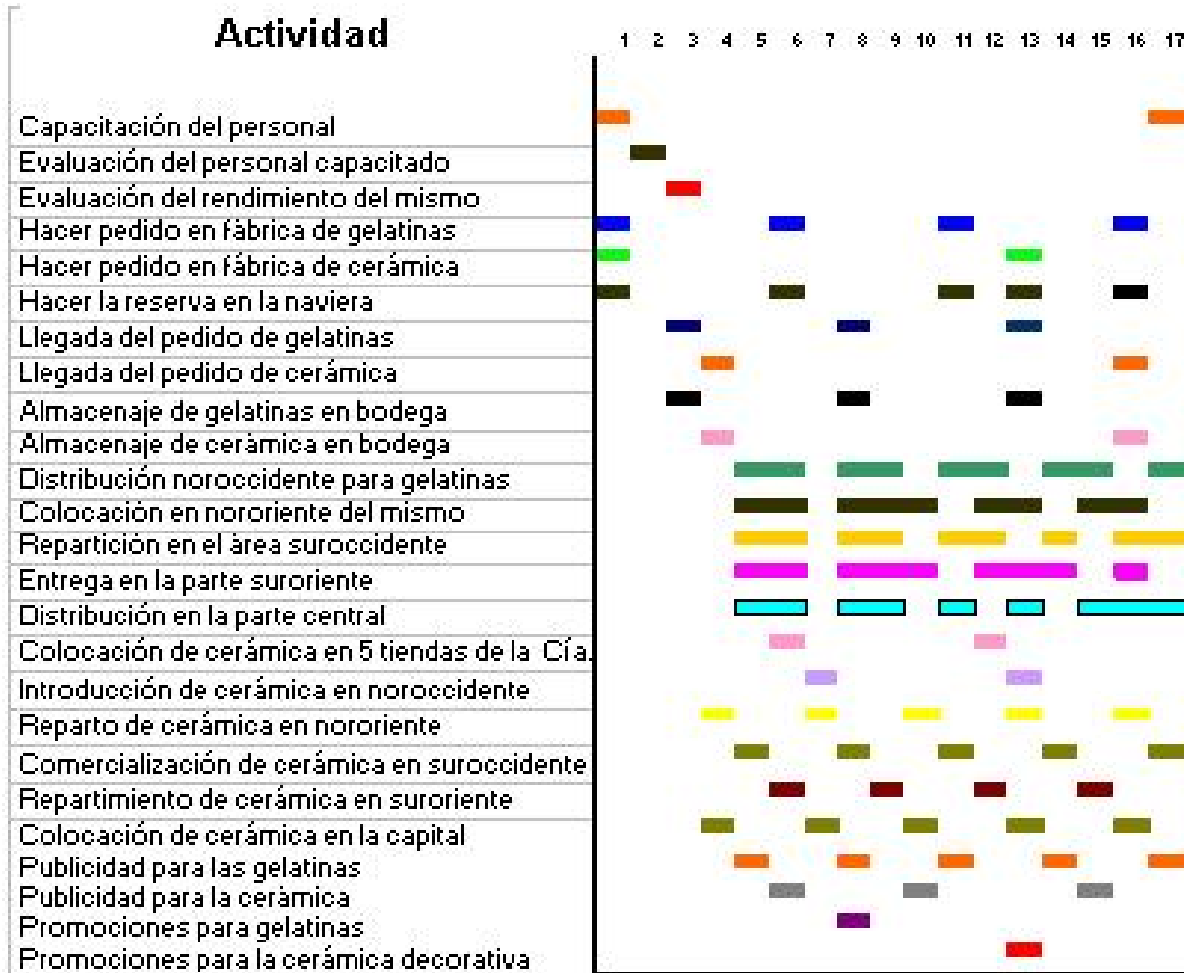 Actividad 1 2 3 4 5 6 7 8 9 10 11 12 13 14 15 16 17
Capacitación del personal
Evaluación del personal capacitado
Evaluación del rendimiento del mismo
Hacer pedido en fábrica de gelatinas
Hacer pedido en fábrica de cerámica
Hacer la reserva en la naviera
Llegada del pedido de gelatinas
Llegada del pedido de cerámica
Almacenaje de gelatinas en bodega
Almacenaje de cerámica en bodega
Distribución noroccidente para gelatinas
Colocación en nororiente del mismo
Repartición en el área suroccidente
Entrega en la parte suroriente
Distribución en la parte central
Colocación de cerámica en 5 tiendas de la Cía.
Introducción de cerámica en noroccidente
Reparto de cerámica en nororiente
Comercialización de cerámica en suroccidente
Repartimiento de cerámica en suroriente
Colocación de cerámica en la capital
Publicidad para las gelatinas
Publicidad para la cerámica
Promociones para gelatinas
Promociones para la cerámica decorativa